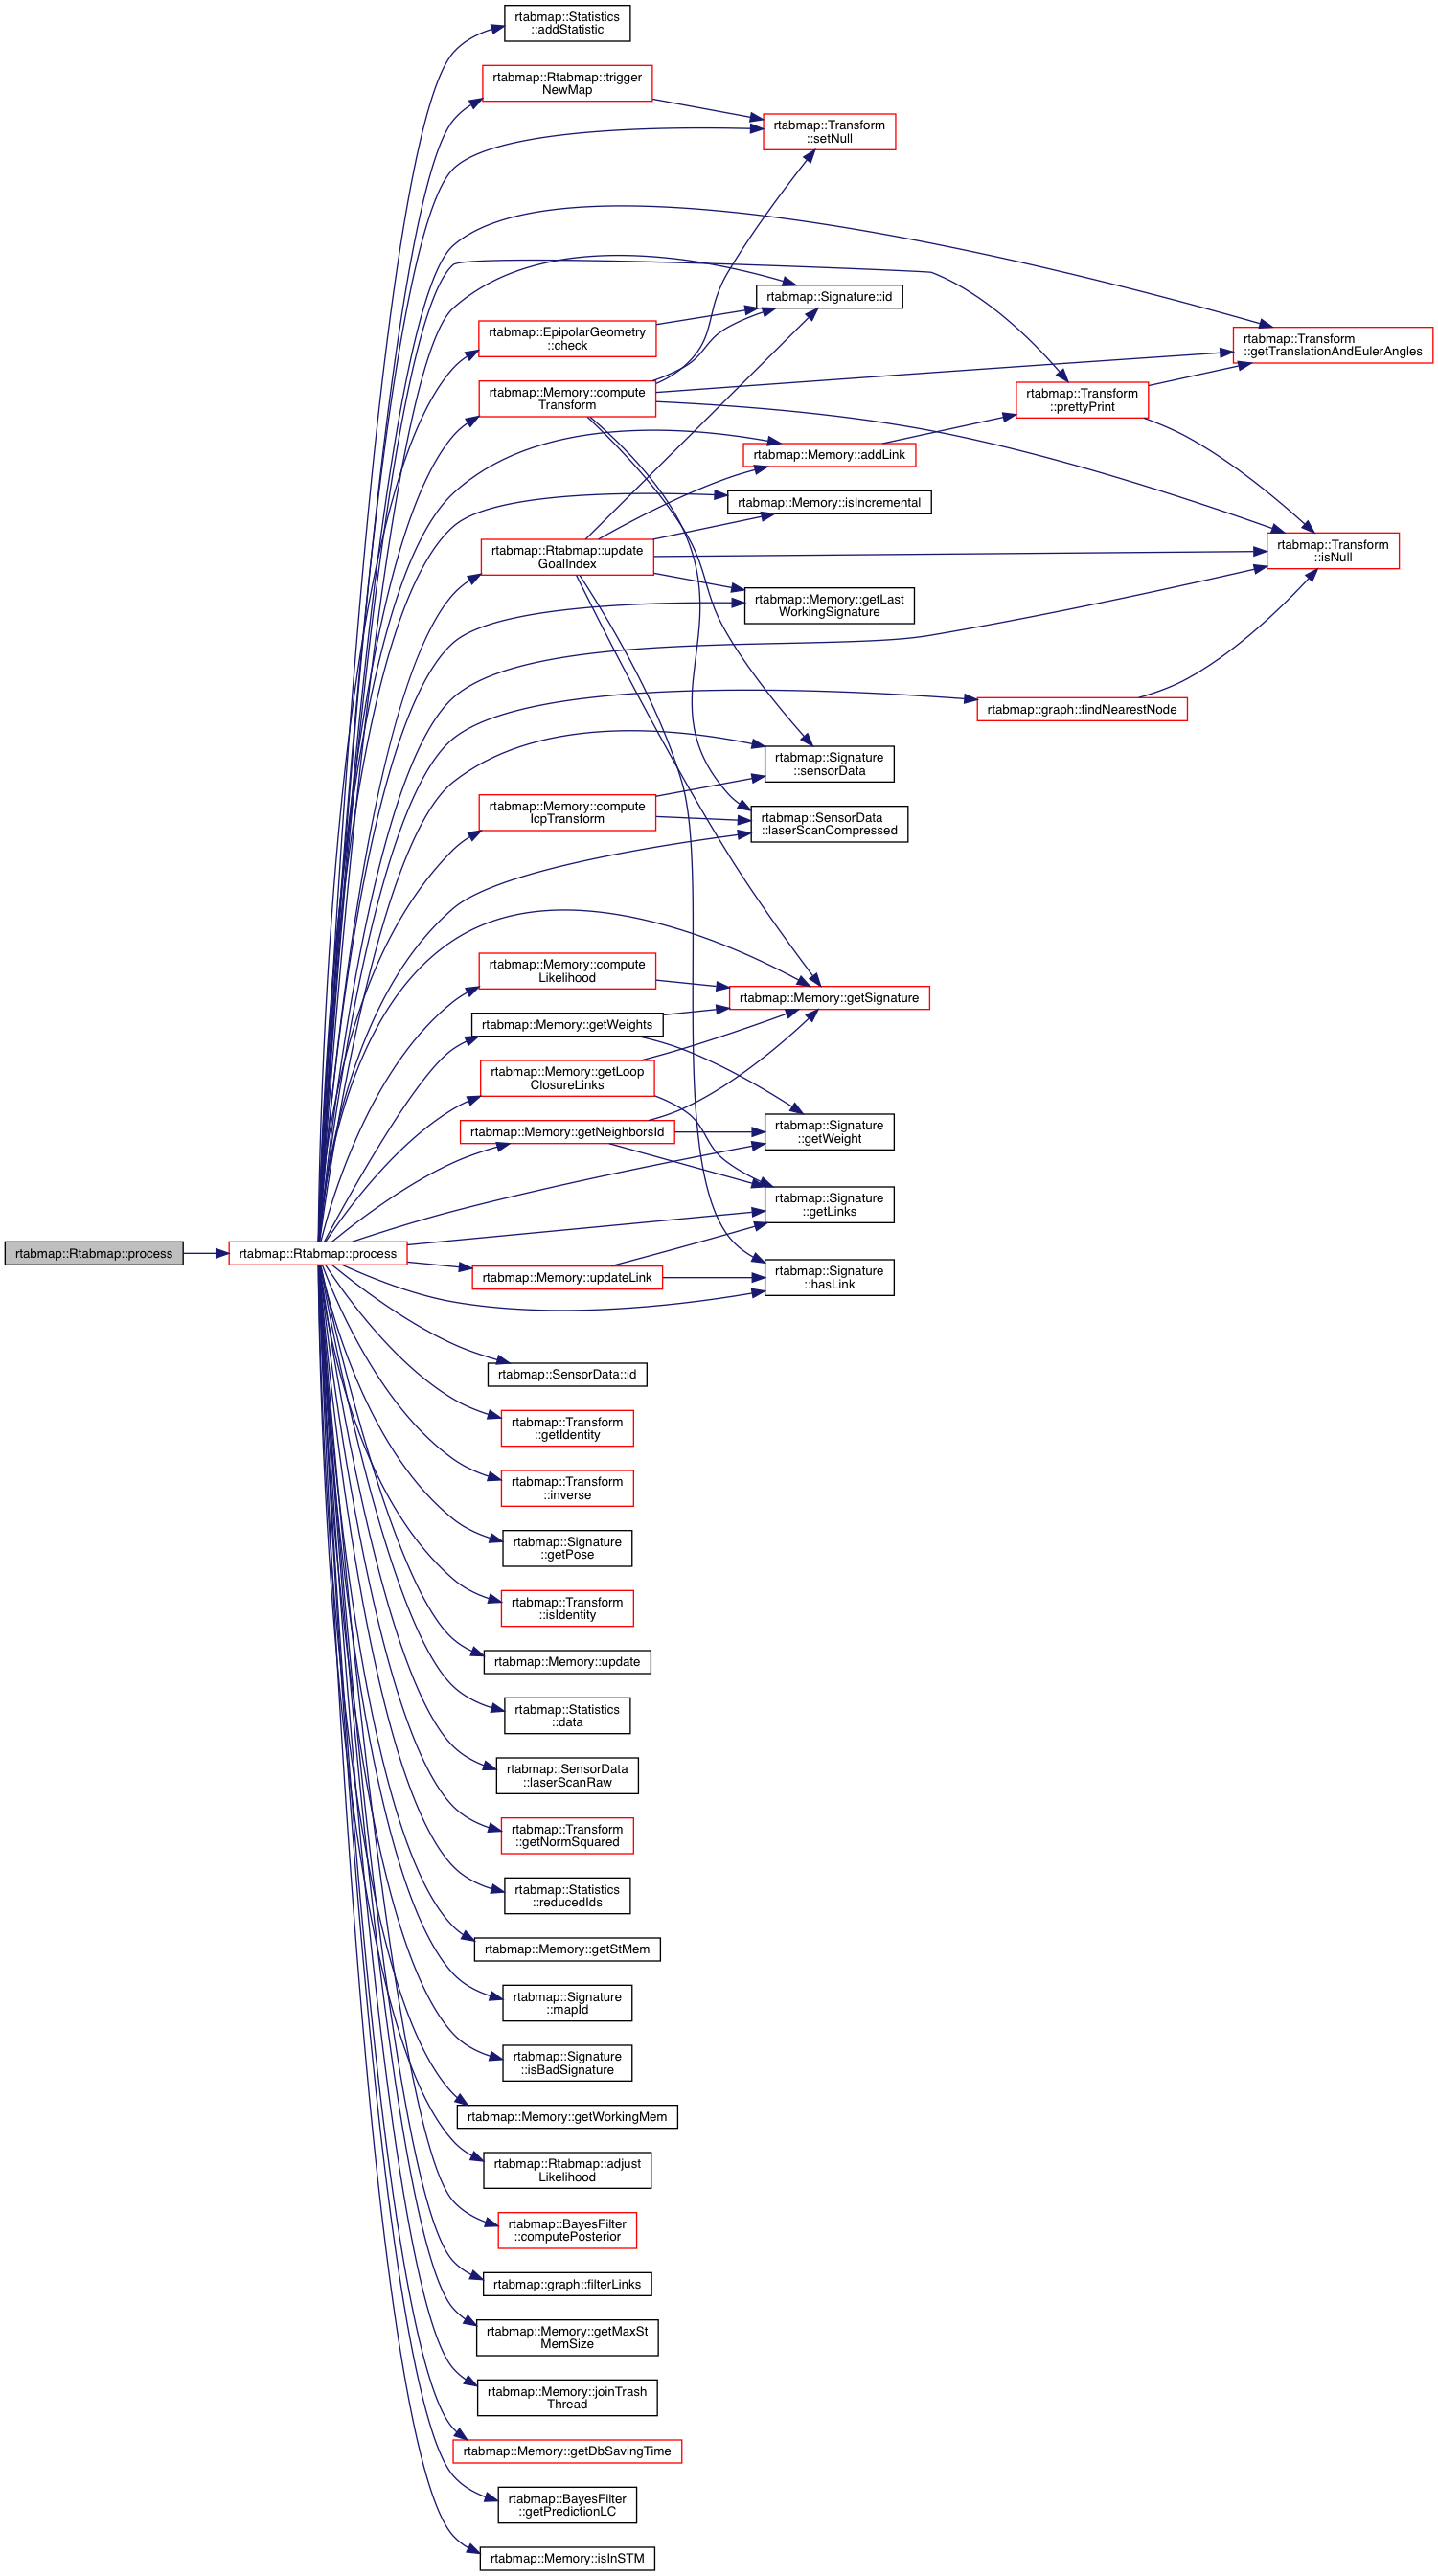 rtabmap::Statistics
::addStatistic
rtabmap::Rtabmap::trigger
NewMap
rtabmap::Transform
::setNull
rtabmap::Signature::id
rtabmap::EpipolarGeometry
::check
rtabmap::Transform
::getTranslationAndEulerAngles
rtabmap::Memory::compute
Transform
rtabmap::Transform
::prettyPrint
rtabmap::Memory::addLink
rtabmap::Memory::isIncremental
rtabmap::Rtabmap::update
GoalIndex
rtabmap::Transform
::isNull
rtabmap::Memory::getLast
WorkingSignature
rtabmap::graph::findNearestNode
rtabmap::Signature
::sensorData
rtabmap::Memory::compute
IcpTransform
rtabmap::SensorData
::laserScanCompressed
rtabmap::Memory::compute
Likelihood
rtabmap::Memory::getSignature
rtabmap::Memory::getWeights
rtabmap::Memory::getLoop
ClosureLinks
rtabmap::Memory::getNeighborsId
rtabmap::Signature
::getWeight
rtabmap::Signature
::getLinks
rtabmap::Rtabmap::process
rtabmap::Rtabmap::process
rtabmap::Memory::updateLink
rtabmap::Signature
::hasLink
rtabmap::SensorData::id
rtabmap::Transform
::getIdentity
rtabmap::Transform
::inverse
rtabmap::Signature
::getPose
rtabmap::Transform
::isIdentity
rtabmap::Memory::update
rtabmap::Statistics
::data
rtabmap::SensorData
::laserScanRaw
rtabmap::Transform
::getNormSquared
rtabmap::Statistics
::reducedIds
rtabmap::Memory::getStMem
rtabmap::Signature
::mapId
rtabmap::Signature
::isBadSignature
rtabmap::Memory::getWorkingMem
rtabmap::Rtabmap::adjust
Likelihood
rtabmap::BayesFilter
::computePosterior
rtabmap::graph::filterLinks
rtabmap::Memory::getMaxSt
MemSize
rtabmap::Memory::joinTrash
Thread
rtabmap::Memory::getDbSavingTime
rtabmap::BayesFilter
::getPredictionLC
rtabmap::Memory::isInSTM